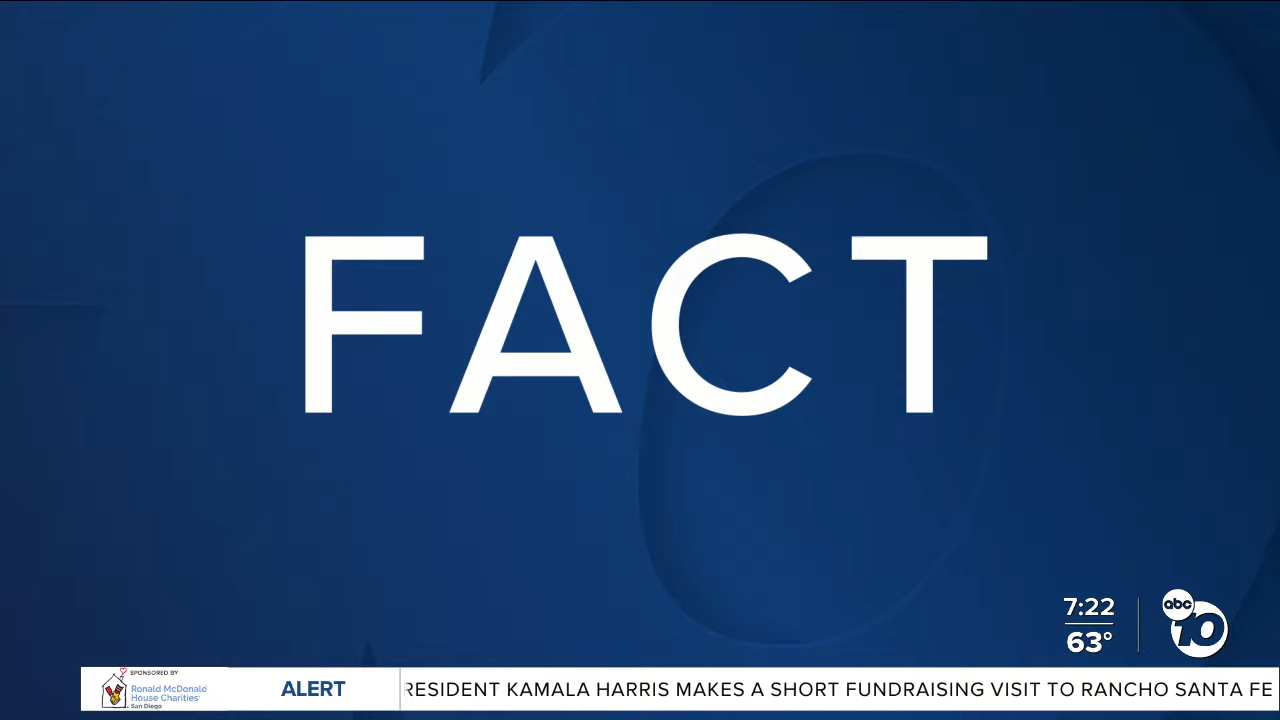 FACT
7:22
63°
abc
10
SPONSORED BY
Ronald McDonald
House Charities
San Diego
ALERT
RESIDENT KAMALA HARRIS MAKES A SHORT FUNDRAISING VISIT TO RANCHO SANTA FE